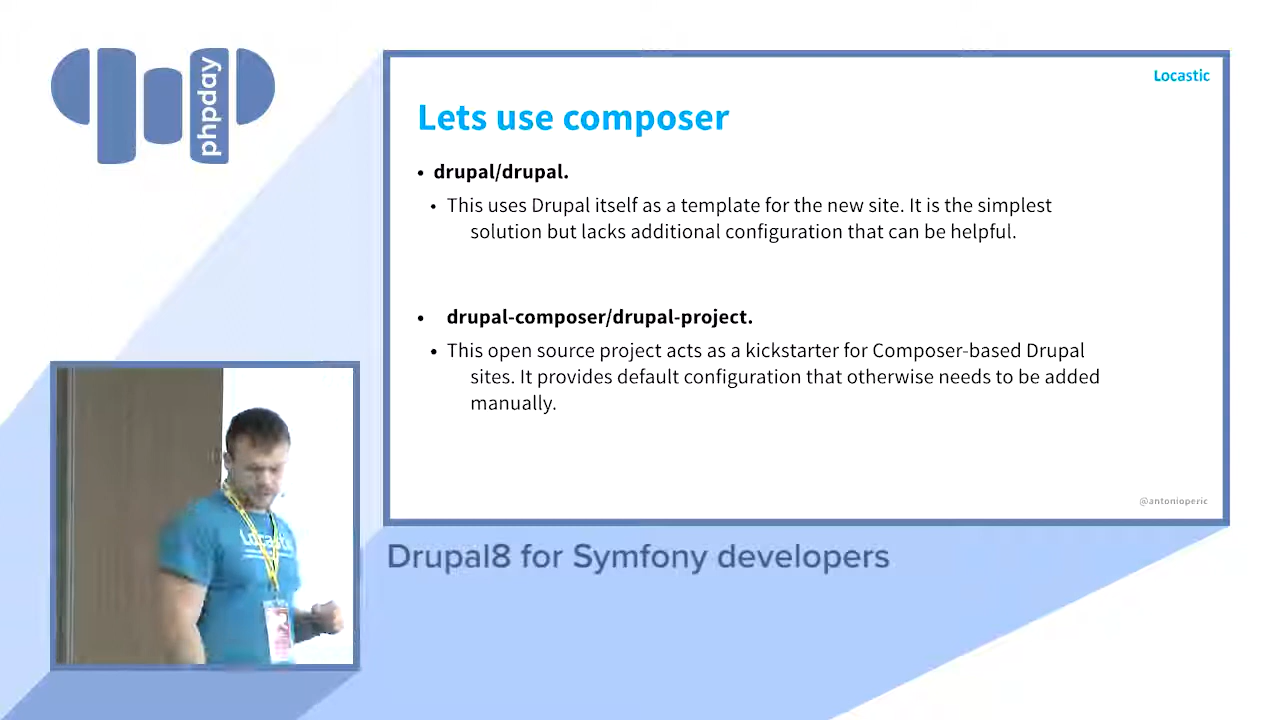 phpday
Locastic
Lets use composer
• drupal/drupal.
• This uses Drupal itself as a template for the new site. It is the simplest
solution but lacks additional configuration that can be helpful.
• drupal-composer/drupal-project.
• This open source project acts as a kickstarter for Composer-based Drupal
sites. It provides default configuration that otherwise needs to be added
manually.
@antonioperic
Locastic
Drupal8 for Symfony developers